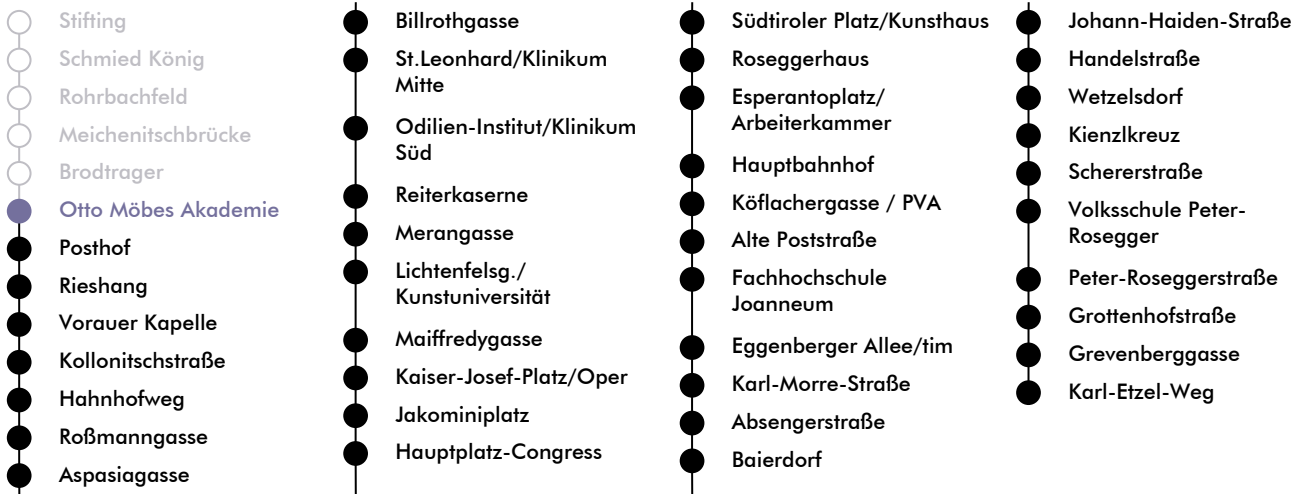 Stifting
Schmied König
Rohrbachfeld
Meichenitschbrücke
Brodtrager
Otto Möbes Akademie
Posthof
Rieshang
Vorauer Kapelle
Kollonitschstraße
Hahnhofweg
Roßmanngasse
Aspasiagasse
Billrothgasse
St.Leonhard/Klinikum
Mitte
Odilien-Institut/Klinikum
Süd
Reiterkaserne
Merangasse
Lichtenfelsg./
Kunstuniversität
Maiffredygasse
Kaiser-Josef-Platz/Oper
Jakominiplatz
Hauptplatz-Congress
Südtiroler Platz/Kunsthaus
Roseggerhaus
Esperantoplatz/
Arbeiterkammer
Hauptbahnhof
Köflachergasse / PVA
Alte Poststraße
Fachhochschule
Joanneum
Eggenberger Allee/tim
Karl-Morre-Straße
Absengerstraße
Baierdorf
Johann-Haiden-Straße
Handelstraße
Wetzelsdorf
Kienzlkreuz
Schererstraße
Volksschule Peter-
Rosegger
Peter-Roseggerstraße
Grottenhofstraße
Grevenberggasse
Karl-Etzel-Weg